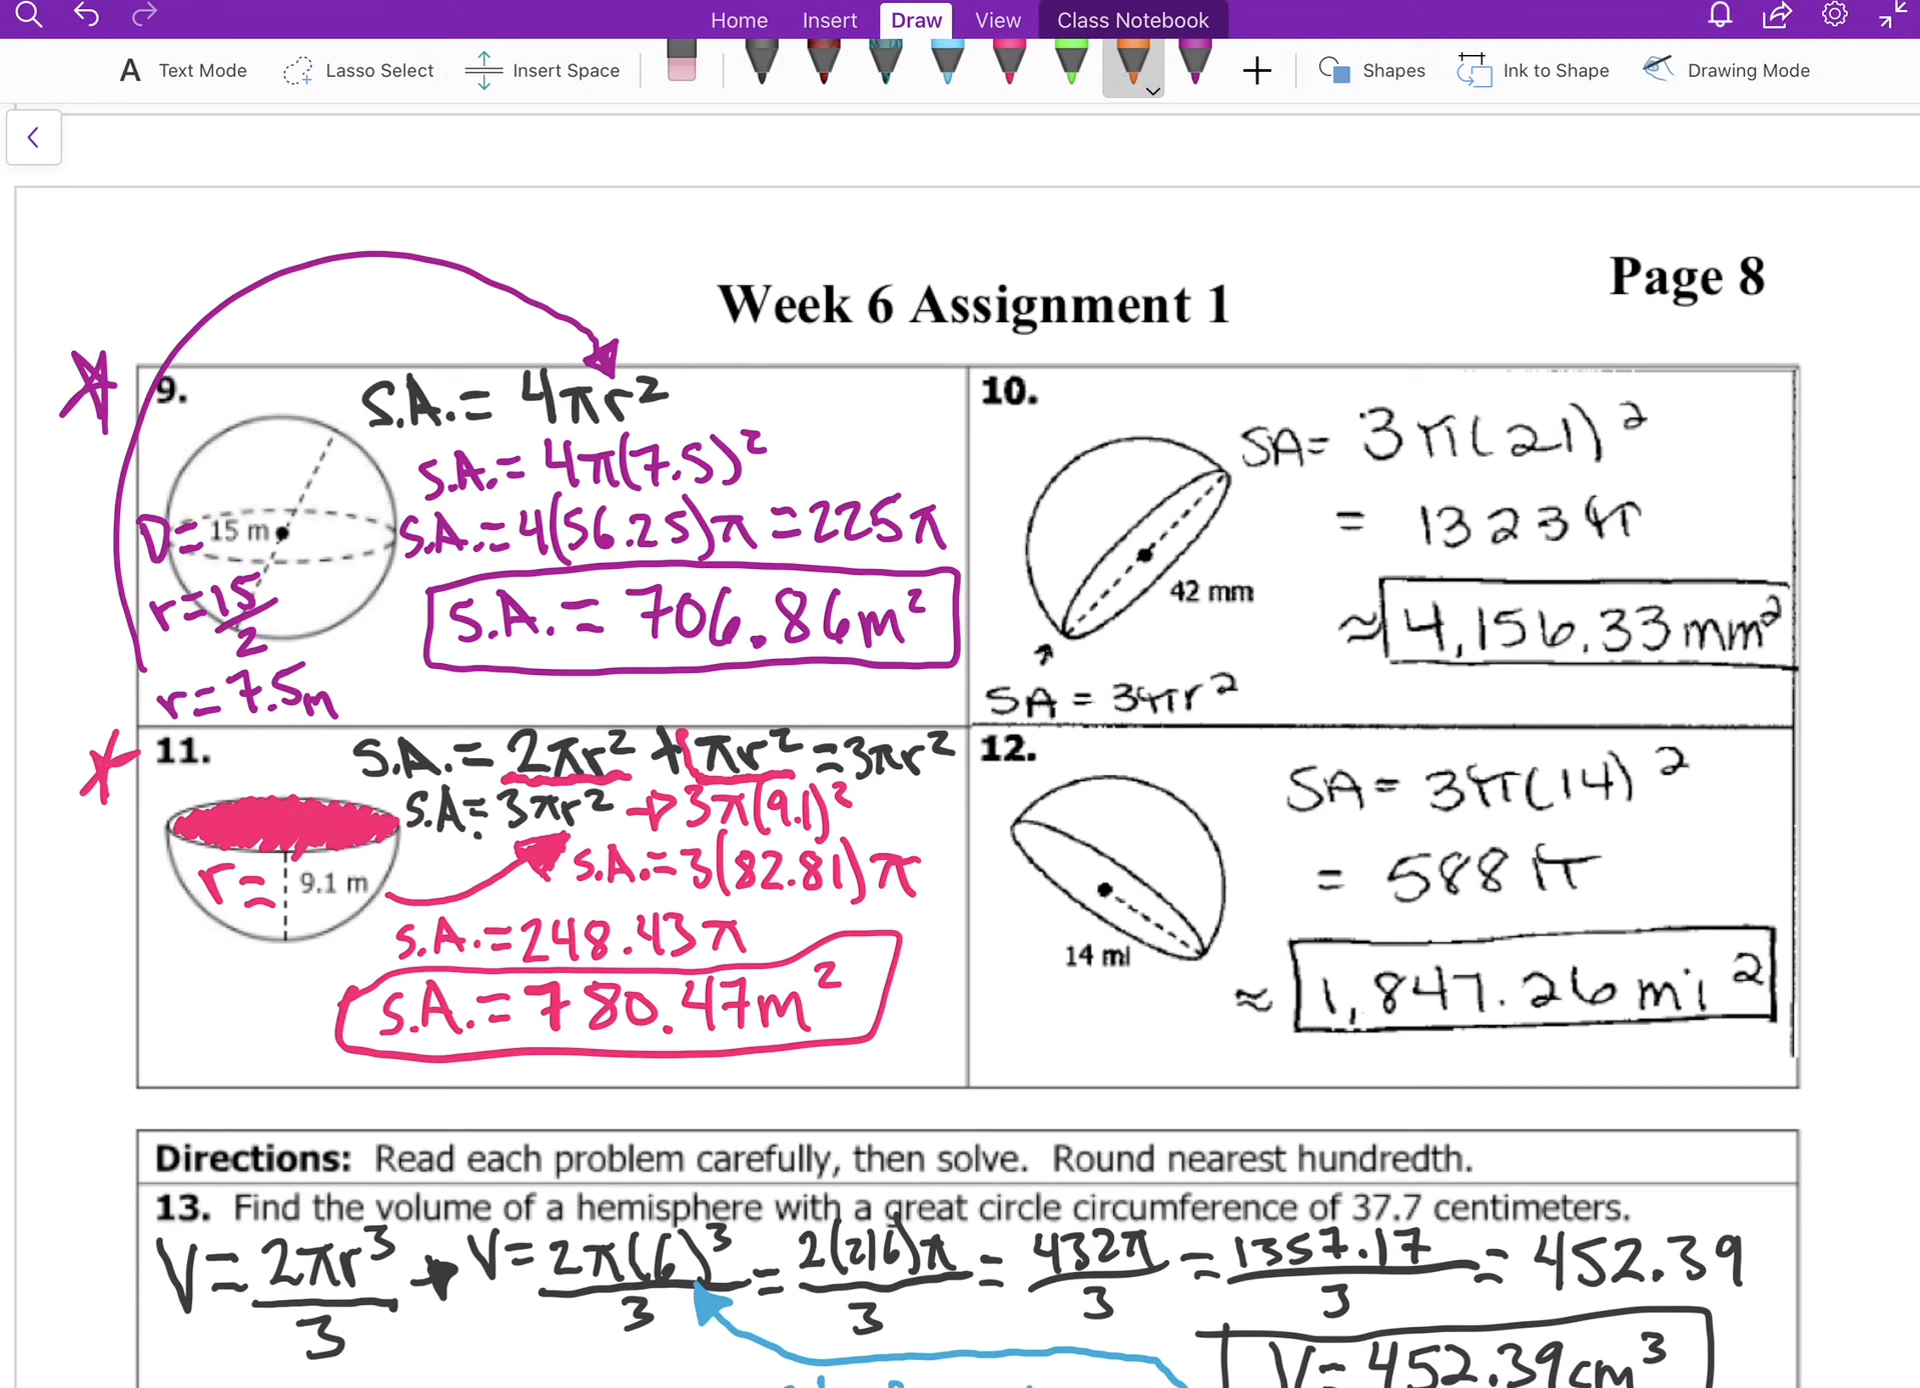 Home Insert Draw View Class Notebook
A Text Mode Lasso Select Insert Space Shapes Ink to Shape Drawing Mode
Page 8
Week 6 Assignment 1
9.
S.A. = 4πr²
S.A. = 4π(7.5)²
D = 15 m
S.A. = 4(56.25)π = 225π
r = 15/2
S.A. = 706.86m²
r = 7.5m
10.
SA = 3π(21)²
= 1323π
42 mm
≈ 4,156.33 mm²
SA = 3πr²
11.
S.A. = 2πr² + πr² = 3πr²
S.A. = 3πr² → 3π(9.1)²
r = 9.1 m
S.A. = 3(82.81)π
S.A. = 248.43π
S.A. = 780.47m²
12.
SA = 3π(14)²
= 588π
14 mi
≈ 1,847.26 mi²
Directions: Read each problem carefully, then solve. Round nearest hundredth.
13. Find the volume of a hemisphere with a great circle circumference of 37.7 centimeters.
V = 2πr³/3 → V = 2π(6)³/3 = 2(216)π/3 = 432π/3 = 1357.17/3 = 452.39
V = 452.39cm³